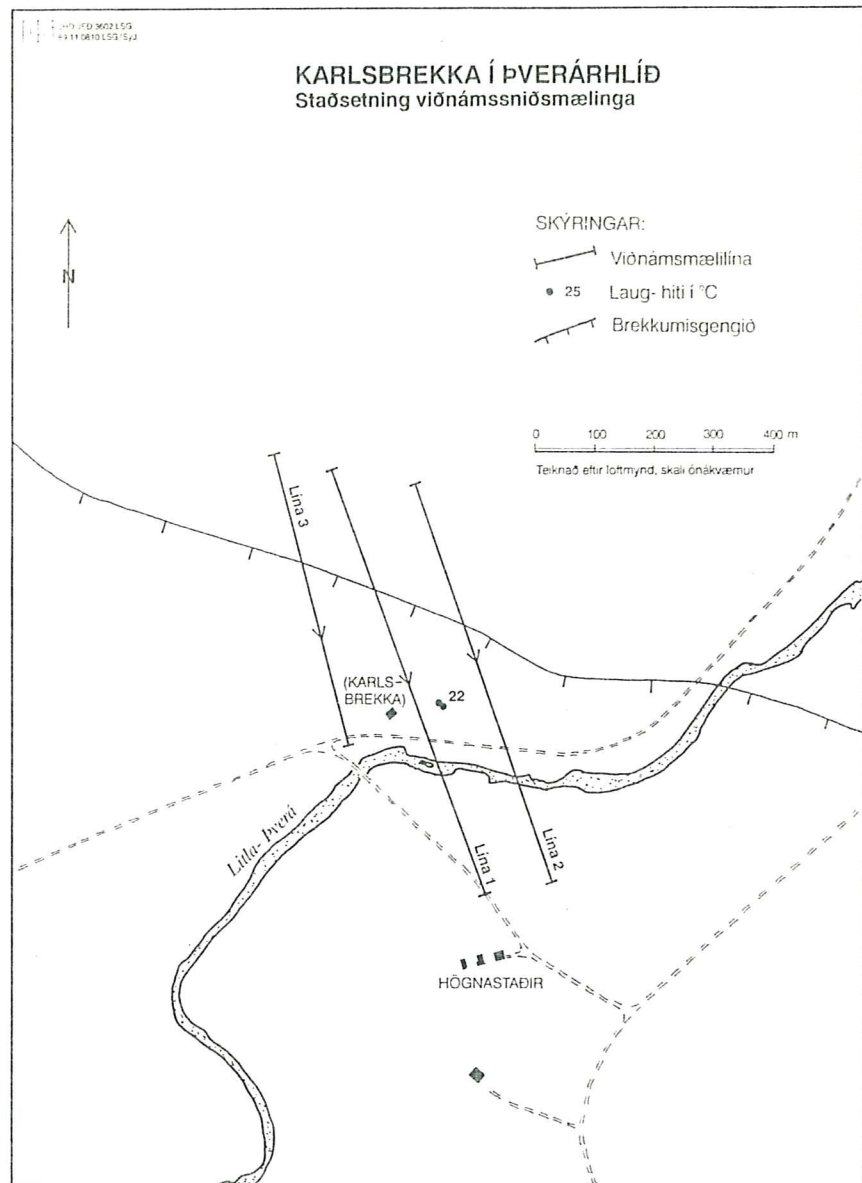 LSG
KARLSBREKKA Í ÞVERÁRHLÍÐ
Staðsetning viðnámssniðsmælinga
N
SKÝRINGAR:
Viðnámsmælilína
25 Laug- hiti í °C
Brekkumisgengið
0 100 200 300 400 m
Teiknað eftir loftmynd, skali ónákvæmur
Lína 3
(KARLS-
BREKKA)
22
Litla-Þverá
Lína 1
Lína 2
HÖGNASTAÐIR